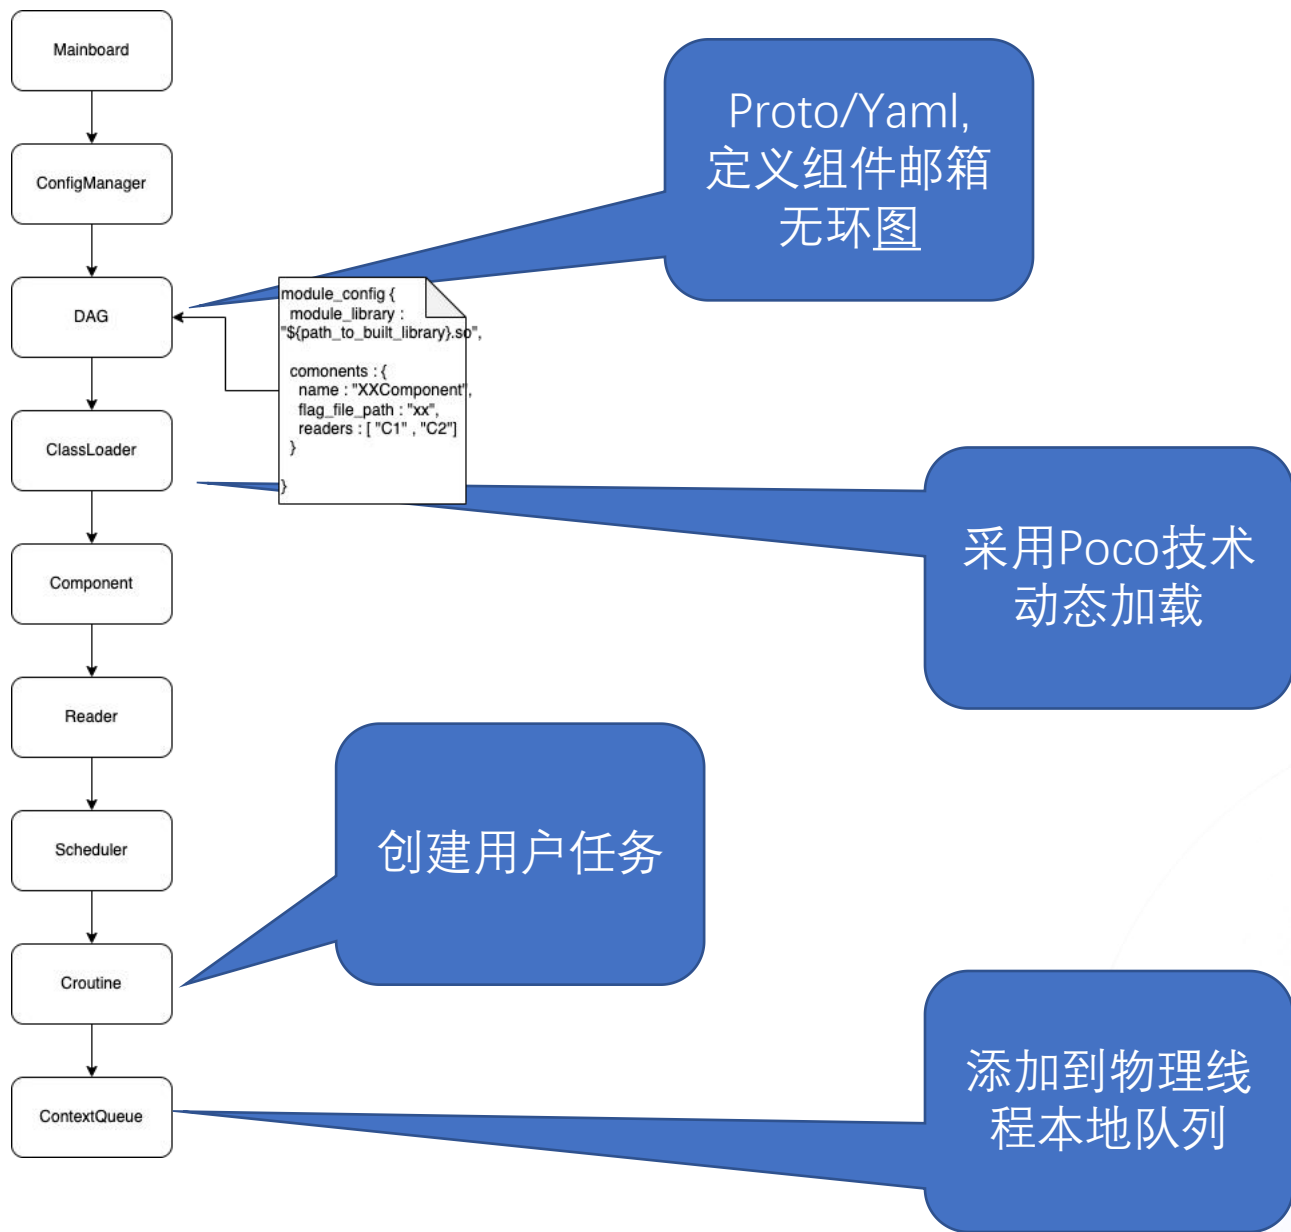 Mainboard
ConfigManager
DAG
ClassLoader
Component
Reader
Scheduler
Croutine
ContextQueue
module_config {
module_library :
"${path_to_built_library}.so",
comonents : {
name : "XXComponent",
flag_file_path : "xx",
readers : [ "C1" , "C2"]
}
}
Proto/Yaml,
定义组件邮箱
无环图
采用Poco技术
动态加载
创建用户任务
添加到物理线
程本地队列